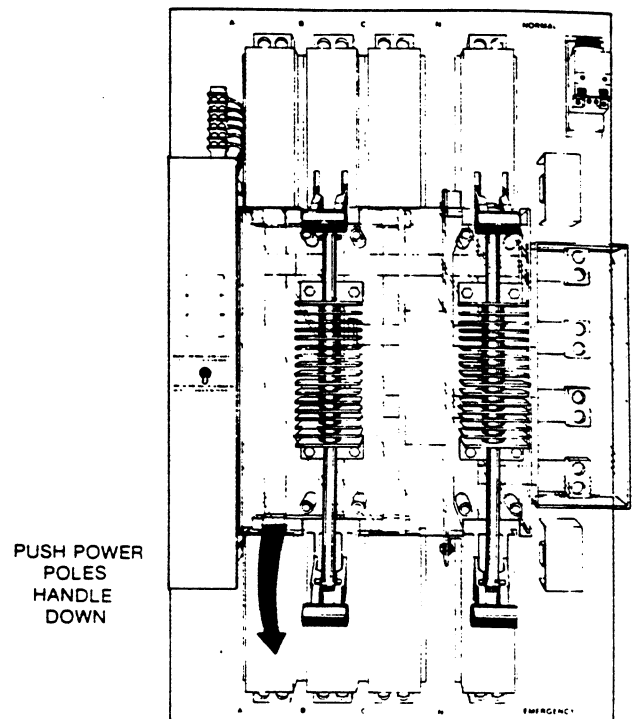 A B C N NORMAL
PUSH POWER
POLES
HANDLE
DOWN
A B C N EMERGENCY